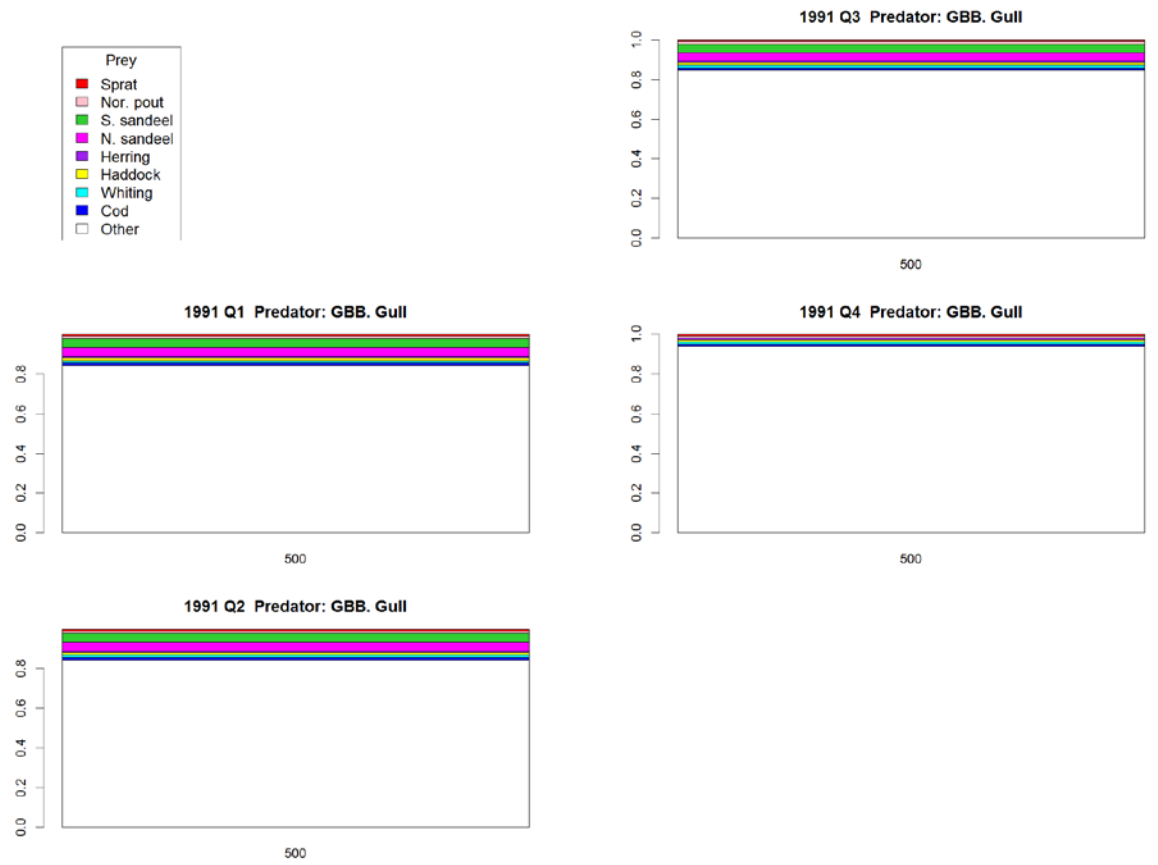 Prey
Sprat
Nor. pout
S. sandeel
N. sandeel
Herring
Haddock
Whiting
Cod
Other
1991 Q1 Predator: GBB. Gull
0.8
0.6
0.4
0.2
0.0
500
1991 Q2 Predator: GBB. Gull
0.8
0.6
0.4
0.2
0.0
500
1991 Q3 Predator: GBB. Gull
1.0
0.8
0.6
0.4
0.2
0.0
500
1991 Q4 Predator: GBB. Gull
1.0
0.8
0.6
0.4
0.2
0.0
500